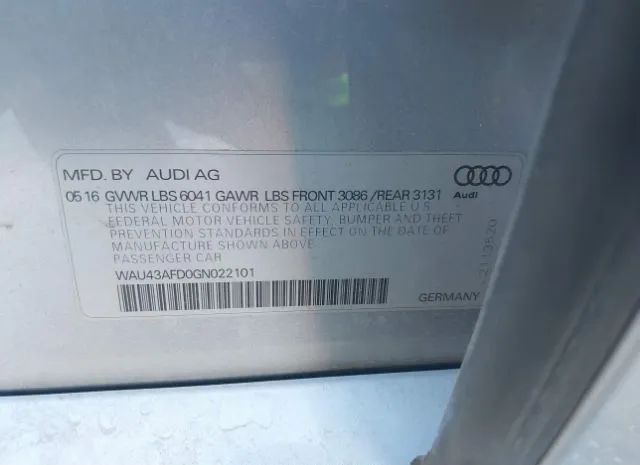 MFD. BY AUDI AG
05 16 GVWR LBS 6041 GAWR LBS FRONT 3086 / REAR 3131
Audi
THIS VEHICLE CONFORMS TO ALL APPLICABLE U S
FEDERAL MOTOR VEHICLE SAFETY, BUMPER AND THEFT
PREVENTION STANDARDS IN EFFECT ON THE DATE OF
MANUFACTURE SHOWN ABOVE.
PASSENGER CAR
WAU43AFD0GN022101
GERMANY